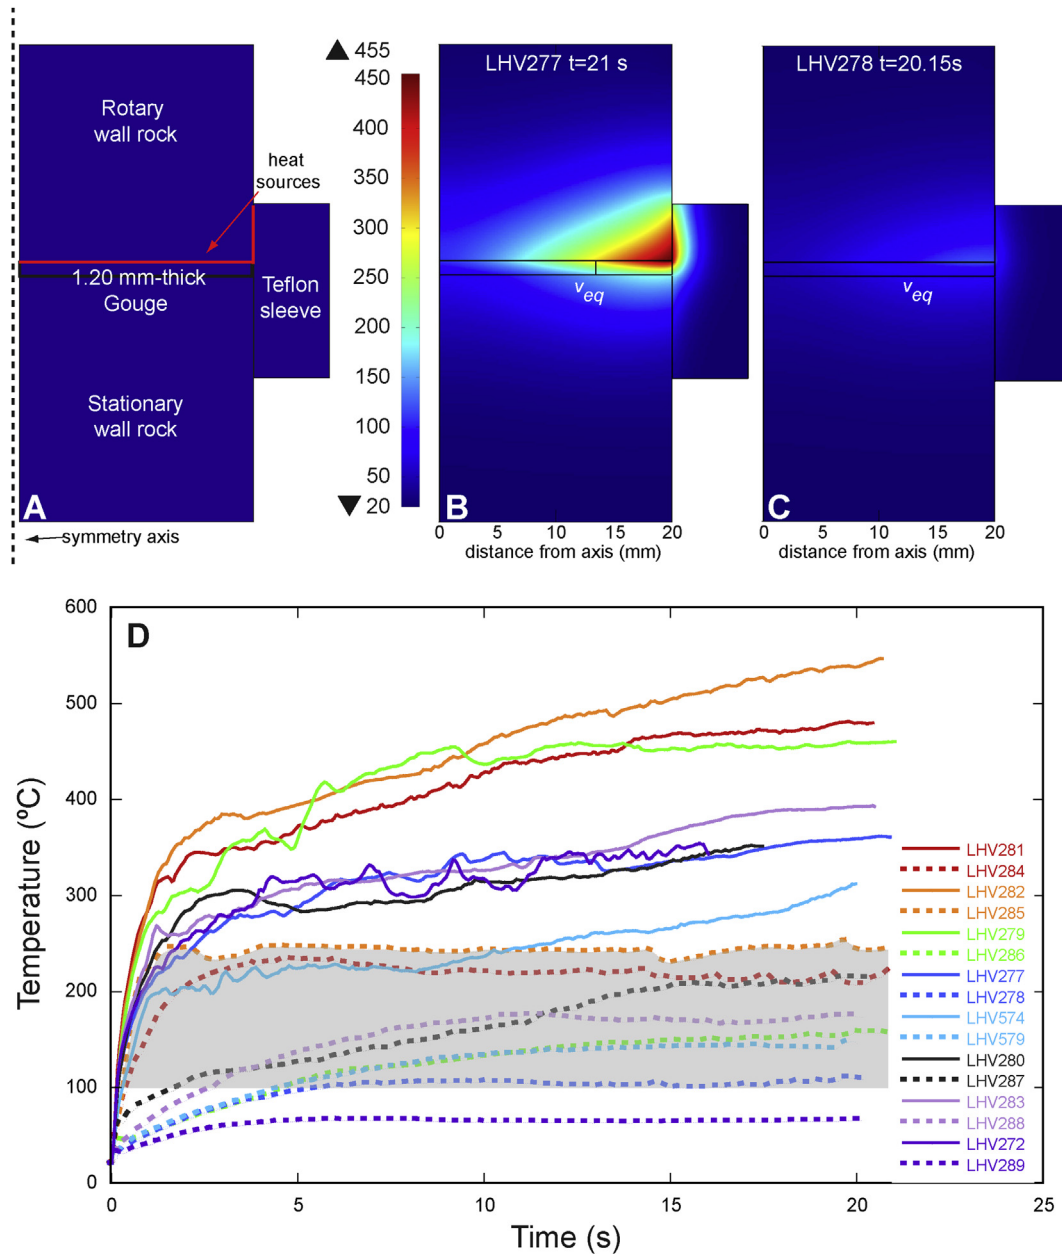 Rotary
wall rock
heat
sources
1.20 mm-thick
Gouge
Teflon
sleeve
Stationary
wall rock
A
symmetry axis
455
450
400
350
300
250
200
150
100
50
20
LHV277 t=21 s
veq
B
0 5 10 15 20
distance from axis (mm)
LHV278 t=20.15s
veq
C
0 5 10 15 20
distance from axis (mm)
D
Temperature (ºC)
600
500
400
300
200
100
0
0 5 10 15 20 25
Time (s)
LHV281
LHV284
LHV282
LHV285
LHV279
LHV286
LHV277
LHV278
LHV574
LHV579
LHV280
LHV287
LHV283
LHV288
LHV272
LHV289